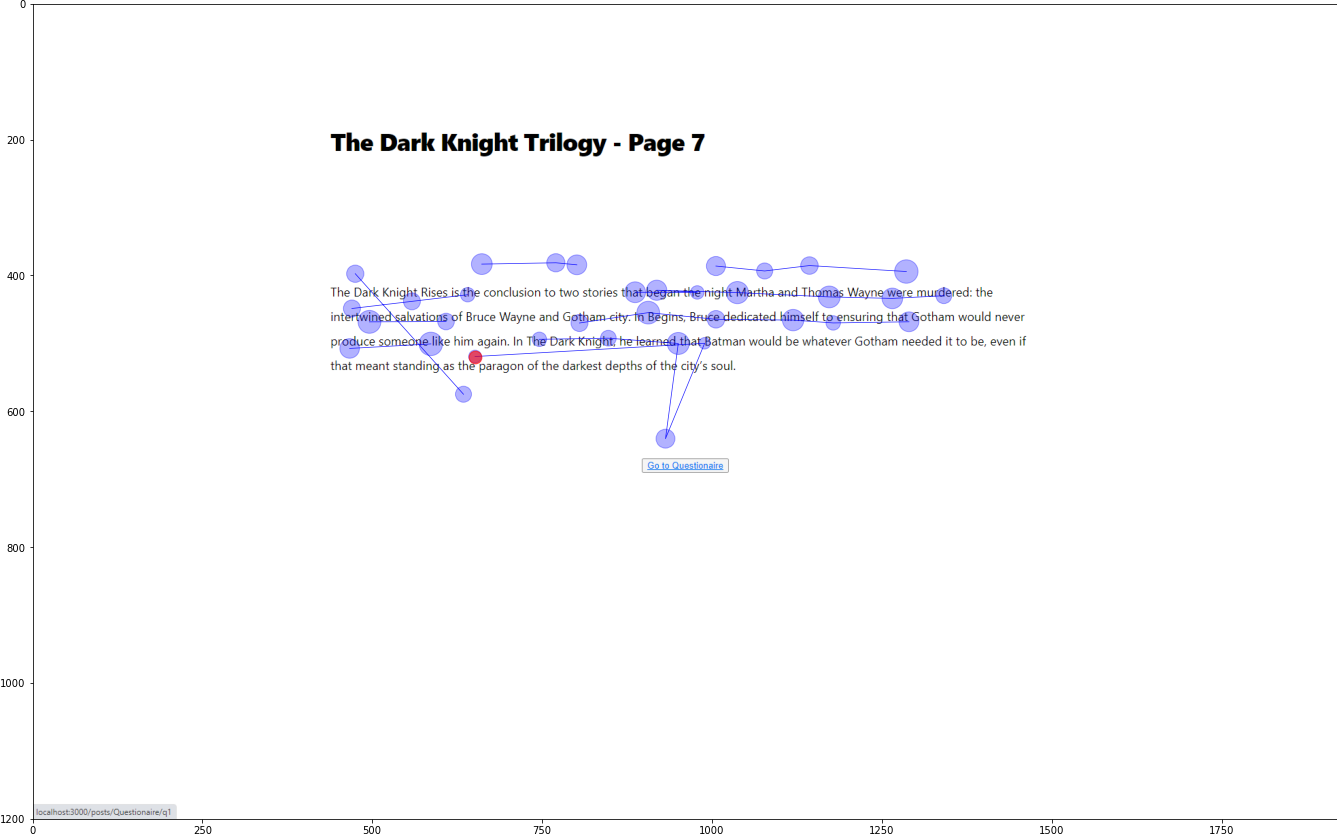 0
200
The Dark Knight Trilogy - Page 7
400
The Dark Knight Rises is the conclusion to two stories that began the night Martha and Thomas Wayne were murdered: the
intertwined salvations of Bruce Wayne and Gotham city. In Begins, Bruce dedicated himself to ensuring that Gotham would never
produce someone like him again. In The Dark Knight, he learned that Batman would be whatever Gotham needed it to be, even if
that meant standing as the paragon of the darkest depths of the city's soul.
600
Go to Questionaire
800
1000
localhost:3000/posts/Questionaire/q1
1200
0 250 500 750 1000 1250 1500 1750